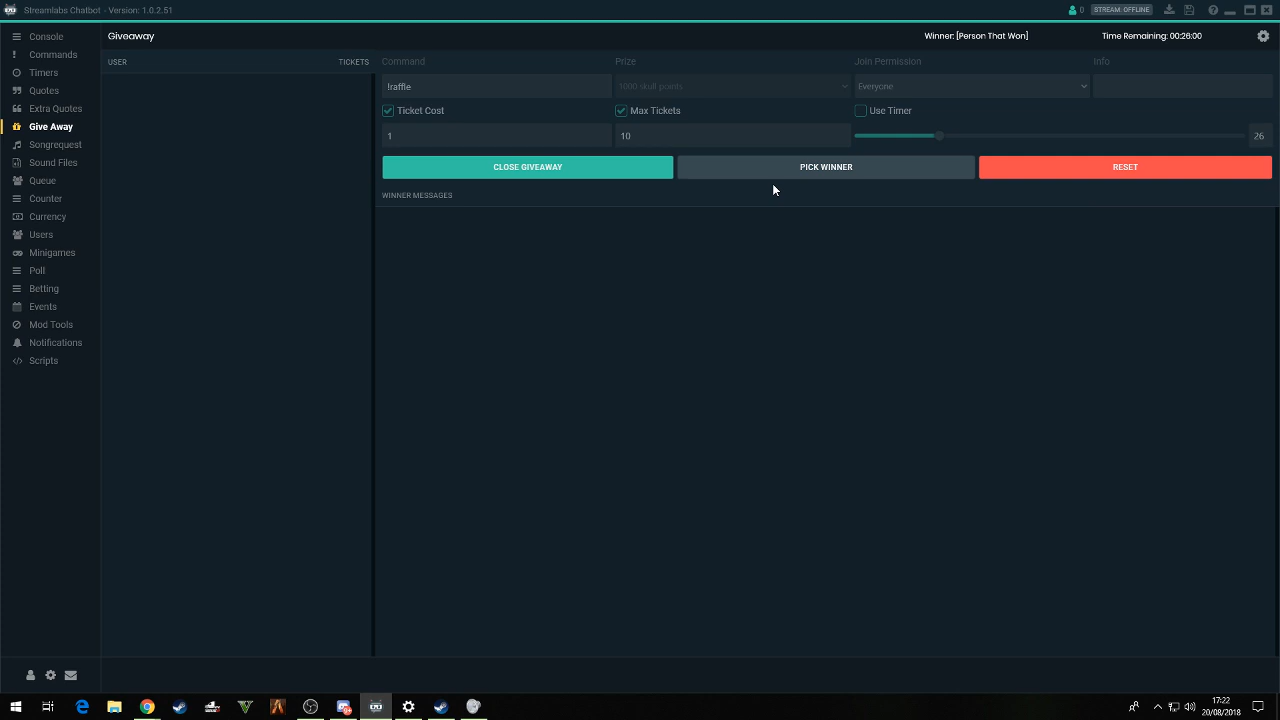 Streamlabs Chatbot - Version: 1.0.2.51
0
STREAM: OFFLINE
Console
Commands
Timers
Quotes
Extra Quotes
Give Away
Songrequest
Sound Files
Queue
Counter
Currency
Users
Minigames
Poll
Betting
Events
Mod Tools
Notifications
Scripts
Giveaway
Winner: [Person That Won]
Time Remaining: 00:26:00
USER
TICKETS
Command
Prize
Join Permission
Info
!raffle
1000 skull points
Everyone
Ticket Cost
Max Tickets
Use Timer
1
10
26
CLOSE GIVEAWAY
PICK WINNER
RESET
WINNER MESSAGES
17:22
20/08/2018